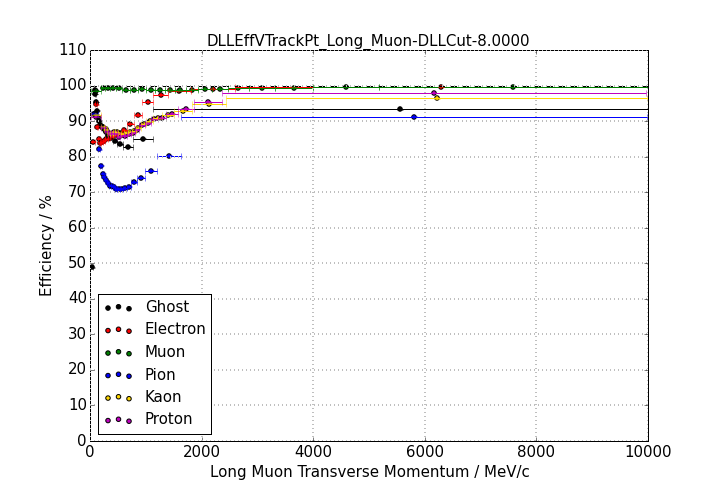 DLLEffVTrackPt_Long_Muon-DLLCut-8.0000
110
100
90
80
70
60
50
40
30
20
10
0
Efficiency / %
Ghost
Electron
Muon
Pion
Kaon
Proton
0 2000 4000 6000 8000 10000
Long Muon Transverse Momentum / MeV/c